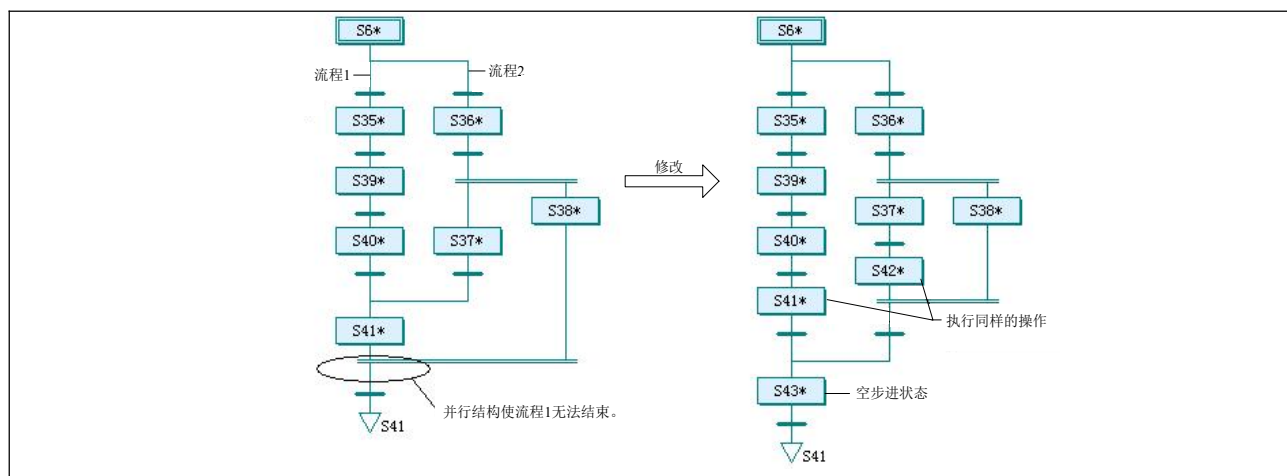 S6*
流程1
流程2
S35*
S36*
S39*
S38*
S40*
S37*
S41*
并行结构使流程1无法结束。
S41
修改
S6*
S35*
S36*
S39*
S37*
S38*
S40*
S42*
S41*
执行同样的操作
S43*
空步进状态
S41